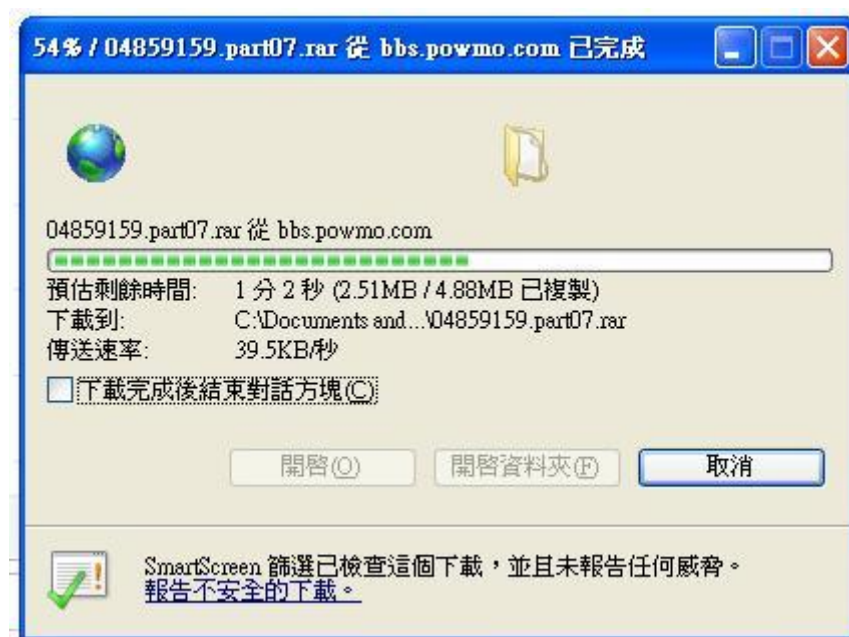 54% / 04859159.part07.rar 從 bbs.powmo.com 已完成
04859159.part07.rar 從 bbs.powmo.com
預估剩餘時間: 1 分 2 秒 (2.51MB / 4.88MB 已複製)
下載到: C:\Documents and...\04859159.part07.rar
傳送速率: 39.5KB/秒
下載完成後結束對話方塊(C)
開啓(O) 開啓資料夾(F) 取消
SmartScreen 篩選已檢查這個下載，並且未報告任何威脅。
報告不安全的下載。